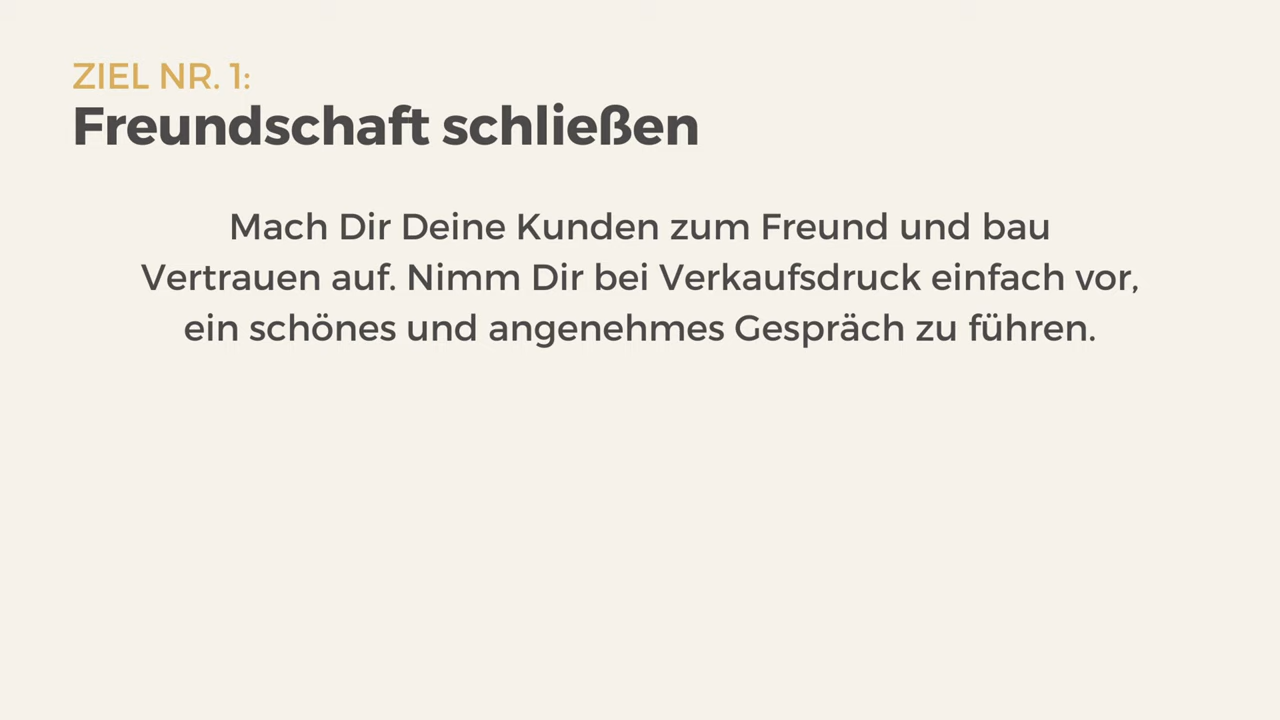 ZIEL NR. 1:
Freundschaft schließen
Mach Dir Deine Kunden zum Freund und bau
Vertrauen auf. Nimm Dir bei Verkaufsdruck einfach vor,
ein schönes und angenehmes Gespräch zu führen.